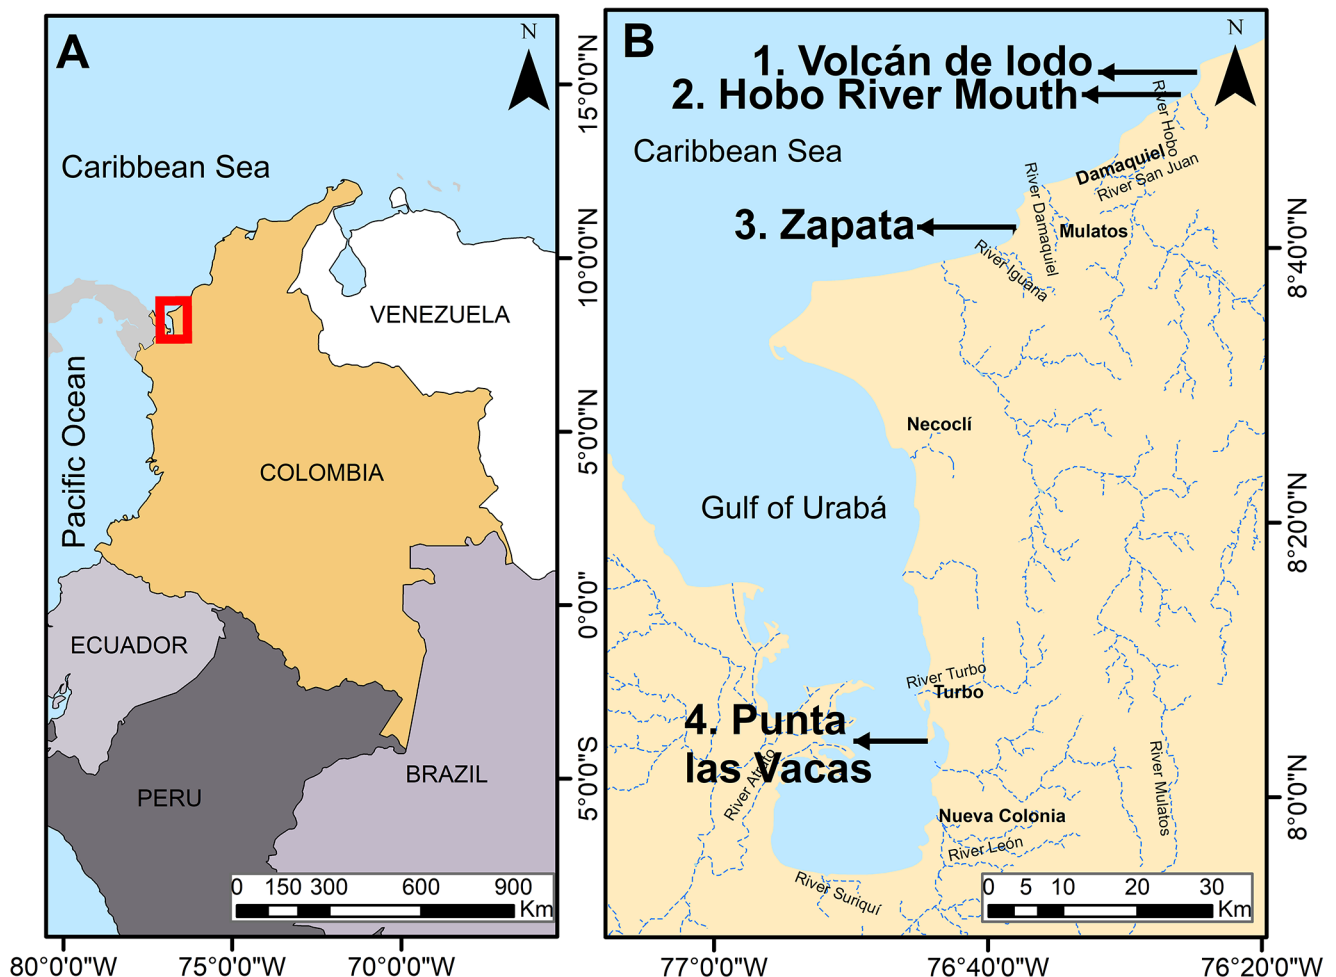 A
N
Caribbean Sea
VENEZUELA
Pacific Ocean
COLOMBIA
ECUADOR
PERU
BRAZIL
0 150 300 600 900
Km
15°0'0"N
10°0'0"N
5°0'0"N
0°0'0"
5°0'0"S
80°0'0"W 75°0'0"W 70°0'0"W
B
N
1. Volcán de lodo
2. Hobo River Mouth
River Hobo
Caribbean Sea
Damaquiel
River San Juan
River Damaquiel
3. Zapata
Mulatos
River Iguana
Necoclí
Gulf of Urabá
River Turbo
Turbo
4. Punta
las Vacas
River Atrato
River Mulatos
Nueva Colonia
River León
River Suriquí
0 5 10 20 30
Km
8°40'0"N
8°20'0"N
8°0'0"N
77°0'0"W 76°40'0"W 76°20'0"W